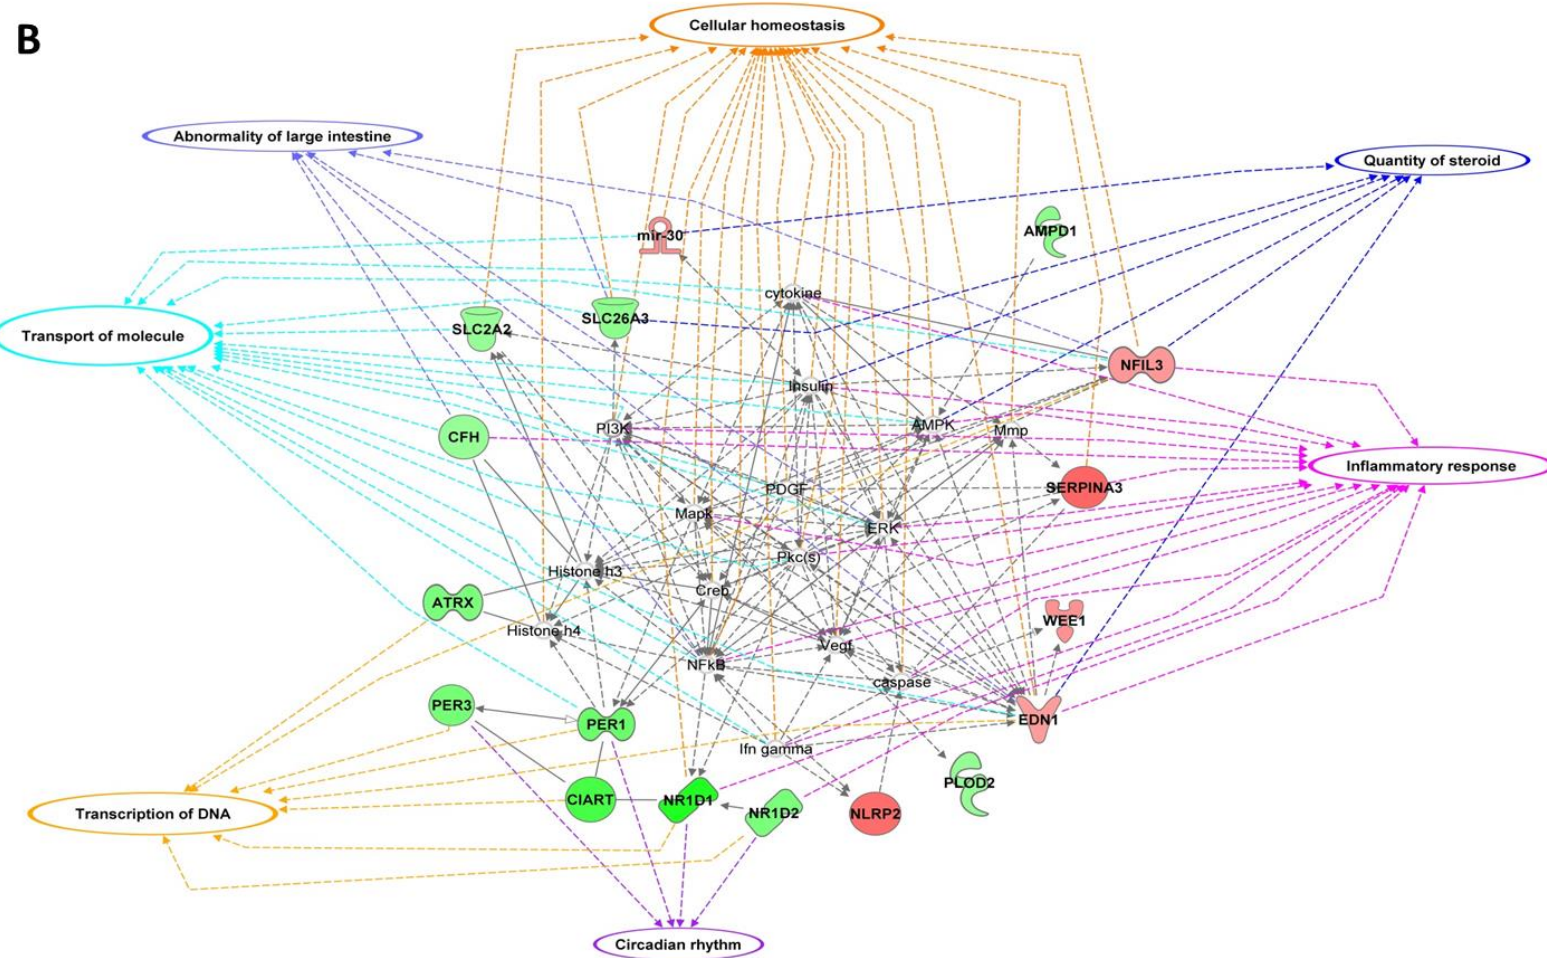 B
Cellular homeostasis
Abnormality of large intestine
Quantity of steroid
mir-30
AMPD1
cytokine
SLC2A2
SLC26A3
Transport of molecule
NFIL3
Insulin
CFH
PI3K
AMPK
Mmp
Inflammatory response
PDGF
SERPINA3
Mapk
ERK
Pkc(s)
Histone h3
Creb
ATRX
Histone h4
WEE1
Vegf
NFkB
caspase
PER3
PER1
EDN1
Ifn gamma
PLOD2
CIART
NR1D1
NR1D2
NLRP2
Transcription of DNA
Circadian rhythm